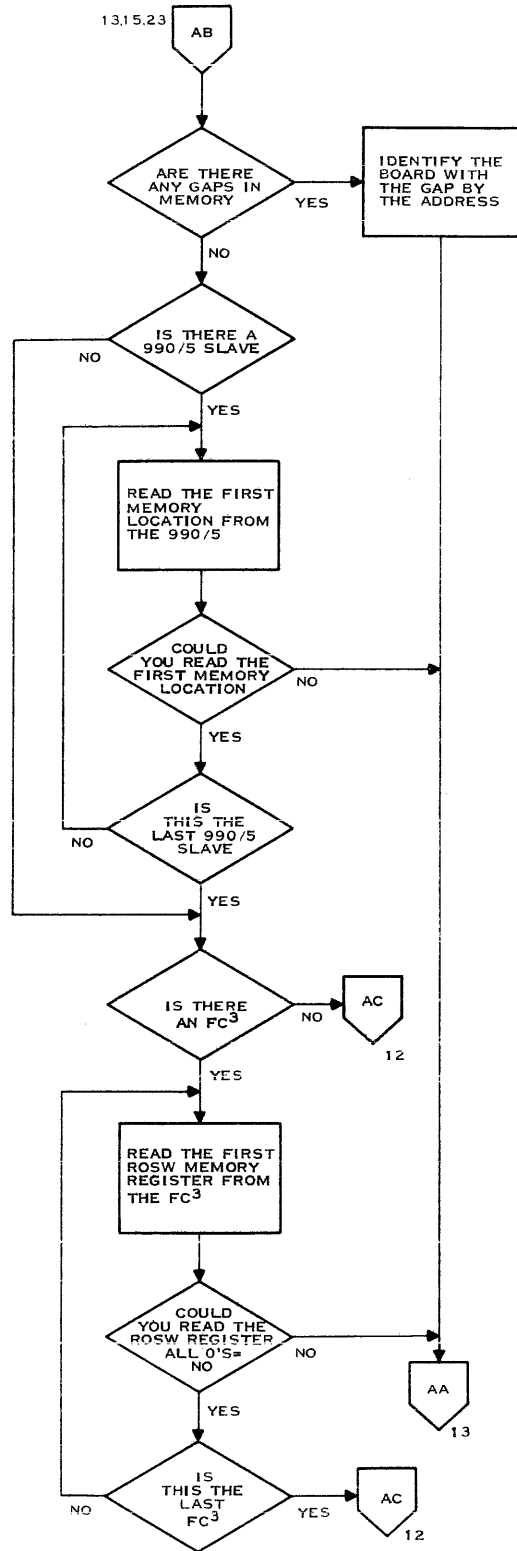 13,15,23
AB
ARE THERE
ANY GAPS IN
MEMORY
YES
IDENTIFY THE
BOARD WITH
THE GAP BY
THE ADDRESS
NO
IS THERE A
990/5 SLAVE
NO
YES
READ THE FIRST
MEMORY
LOCATION FROM
THE 990/5
COULD
YOU READ THE
FIRST MEMORY
LOCATION
NO
YES
IS
THIS THE
LAST 990/5
SLAVE
NO
YES
IS THERE
AN FC³
NO
AC
12
YES
READ THE FIRST
ROSW MEMORY
REGISTER FROM
THE FC³
COULD
YOU READ THE
ROSW REGISTER
ALL 0'S=
NO
NO
AA
13
YES
IS
THIS THE
LAST
FC³
NO
YES
AC
12